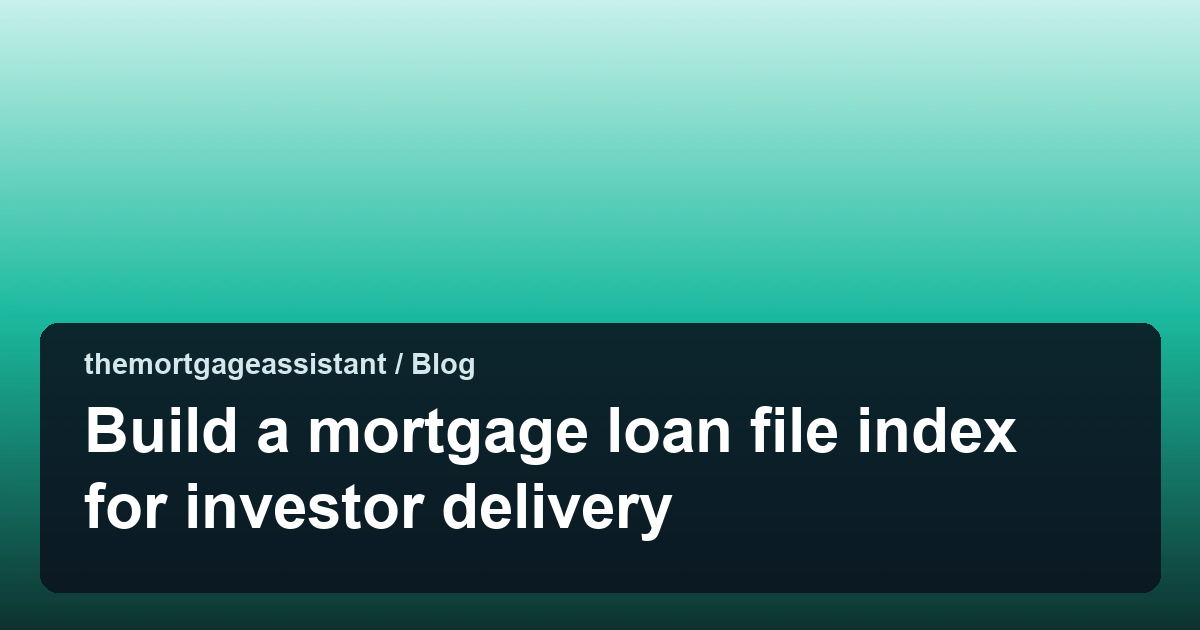 themortgageassistant / Blog
Build a mortgage loan file index
for investor delivery